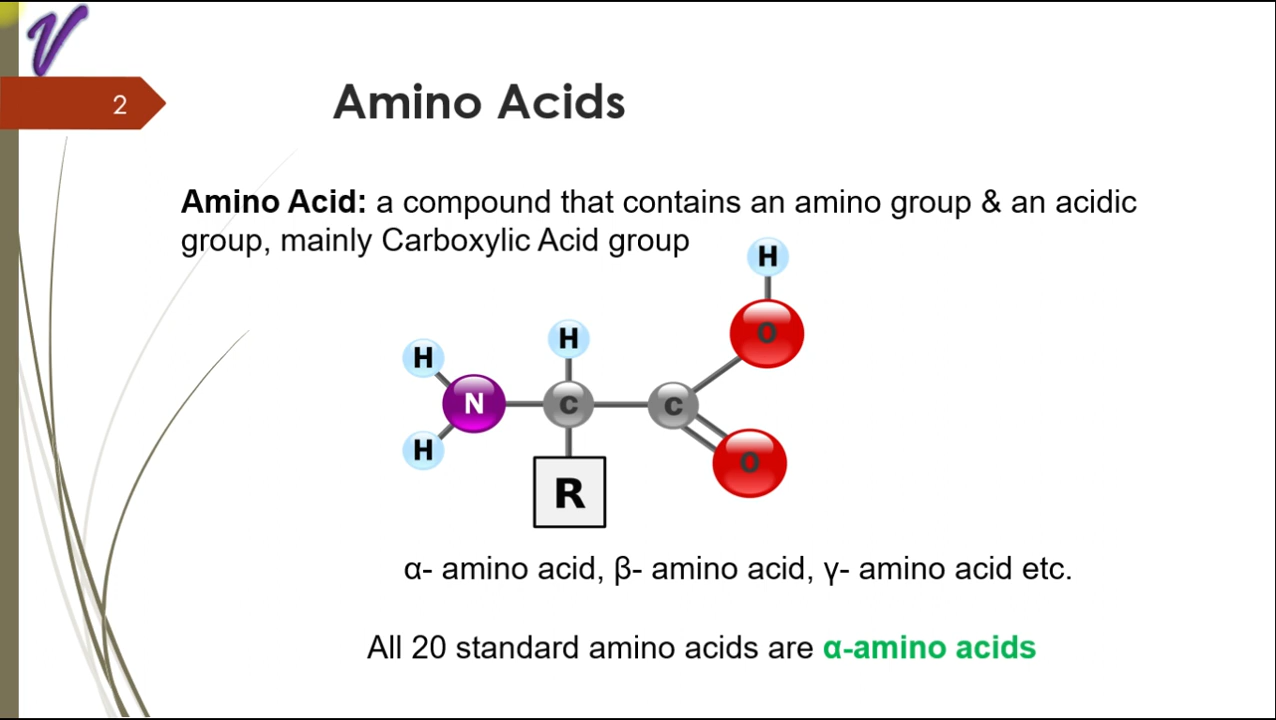 V
2
Amino Acids
Amino Acid: a compound that contains an amino group & an acidic
group, mainly Carboxylic Acid group
H
O
H
H
N
C
C
H
O
R
α- amino acid, β- amino acid, γ- amino acid etc.
All 20 standard amino acids are α-amino acids